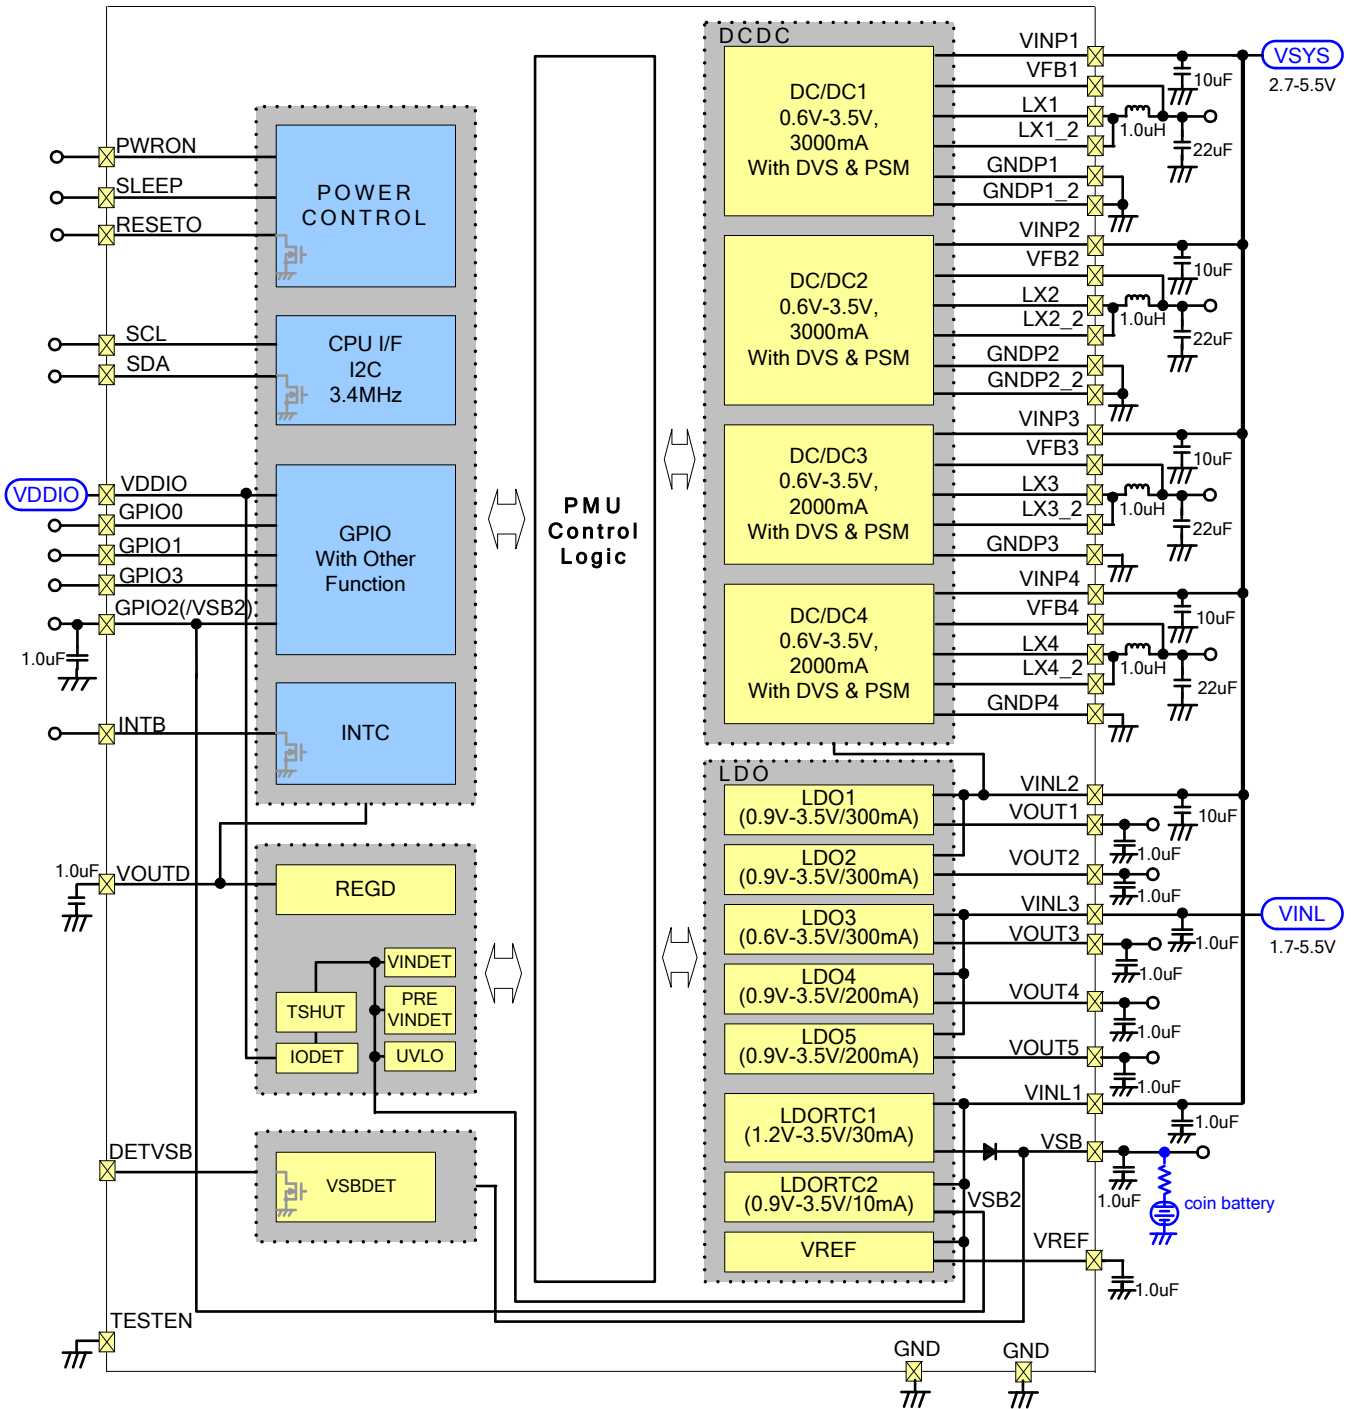 PWRON
SLEEP
RESETO
POWER
CONTROL
SCL
SDA
CPU I/F
I2C
3.4MHz
VDDIO
VDDIO
GPIO0
GPIO1
GPIO3
GPIO2(/VSB2)
1.0uF
GPIO
With Other
Function
INTB
INTC
1.0uF
VOUTD
REGD
VINDET
TSHUT
PRE
VINDET
IODET
UVLO
DETVSB
VSBDET
TESTEN
PMU
Control
Logic
DCDC
DC/DC1
0.6V-3.5V,
3000mA
With DVS & PSM
VINP1
VFB1
LX1
LX1_2
GNDP1
GNDP1_2
10uF
1.0uH
22uF
VSYS
2.7-5.5V
DC/DC2
0.6V-3.5V,
3000mA
With DVS & PSM
VINP2
VFB2
LX2
LX2_2
GNDP2
GNDP2_2
10uF
1.0uH
22uF
DC/DC3
0.6V-3.5V,
2000mA
With DVS & PSM
VINP3
VFB3
LX3
LX3_2
GNDP3
10uF
1.0uH
22uF
DC/DC4
0.6V-3.5V,
2000mA
With DVS & PSM
VINP4
VFB4
LX4
LX4_2
GNDP4
10uF
1.0uH
22uF
LDO
LDO1
(0.9V-3.5V/300mA)
VINL2
VOUT1
10uF
1.0uF
LDO2
(0.9V-3.5V/300mA)
VOUT2
1.0uF
LDO3
(0.6V-3.5V/300mA)
VINL3
VOUT3
1.0uF
1.0uF
VINL
1.7-5.5V
LDO4
(0.9V-3.5V/200mA)
VOUT4
1.0uF
LDO5
(0.9V-3.5V/200mA)
VOUT5
1.0uF
LDORTC1
(1.2V-3.5V/30mA)
VINL1
1.0uF
VSB
1.0uF
coin battery
LDORTC2
(0.9V-3.5V/10mA)
VSB2
VREF
VREF
1.0uF
GND
GND